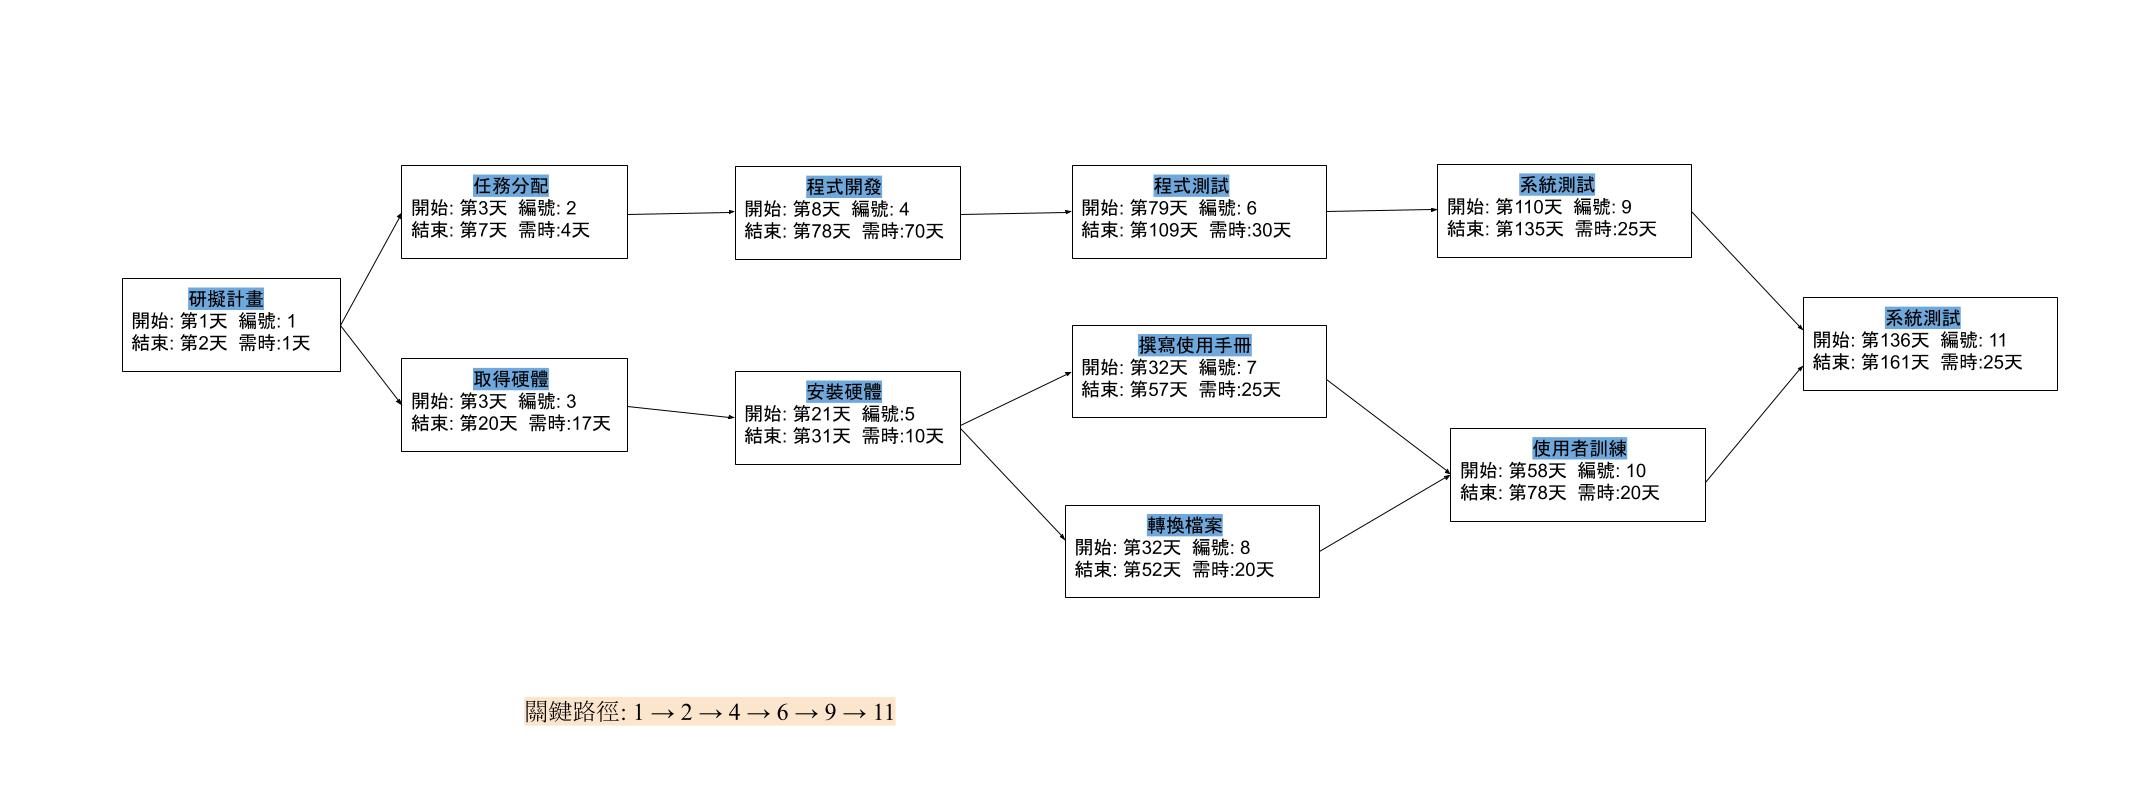 研擬計畫
開始: 第1天 編號: 1
結束: 第2天 需時:1天
任務分配
開始: 第3天 編號: 2
結束: 第7天 需時:4天
程式開發
開始: 第8天 編號: 4
結束: 第78天 需時:70天
程式測試
開始: 第79天 編號: 6
結束: 第109天 需時:30天
系統測試
開始: 第110天 編號: 9
結束: 第135天 需時:25天
取得硬體
開始: 第3天 編號: 3
結束: 第20天 需時:17天
安裝硬體
開始: 第21天 編號:5
結束: 第31天 需時:10天
撰寫使用手冊
開始: 第32天 編號: 7
結束: 第57天 需時:25天
轉換檔案
開始: 第32天 編號: 8
結束: 第52天 需時:20天
使用者訓練
開始: 第58天 編號: 10
結束: 第78天 需時:20天
系統測試
開始: 第136天 編號: 11
結束: 第161天 需時:25天
關鍵路徑: 1 → 2 → 4 → 6 → 9 → 11